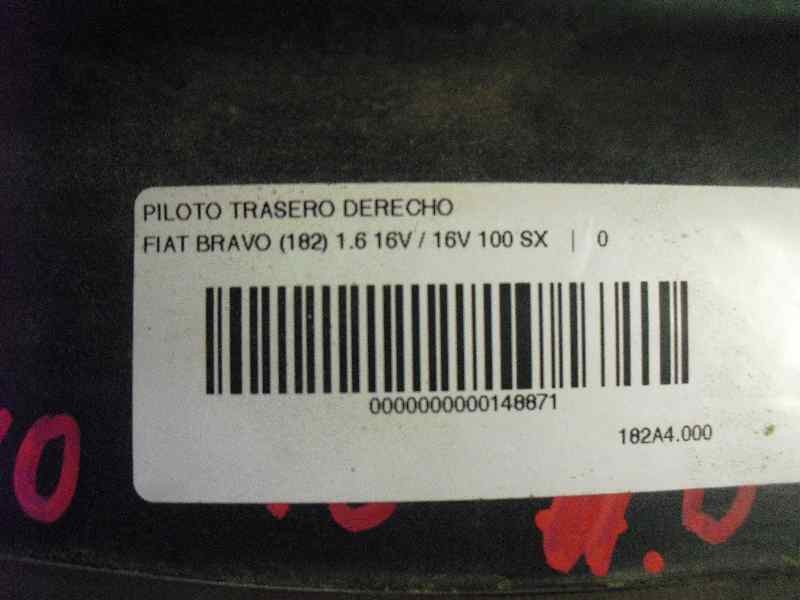 PILOTO TRASERO DERECHO
FIAT BRAVO (182) 1.6 16V / 16V 100 SX | 0
0000000000148871
182A4.000